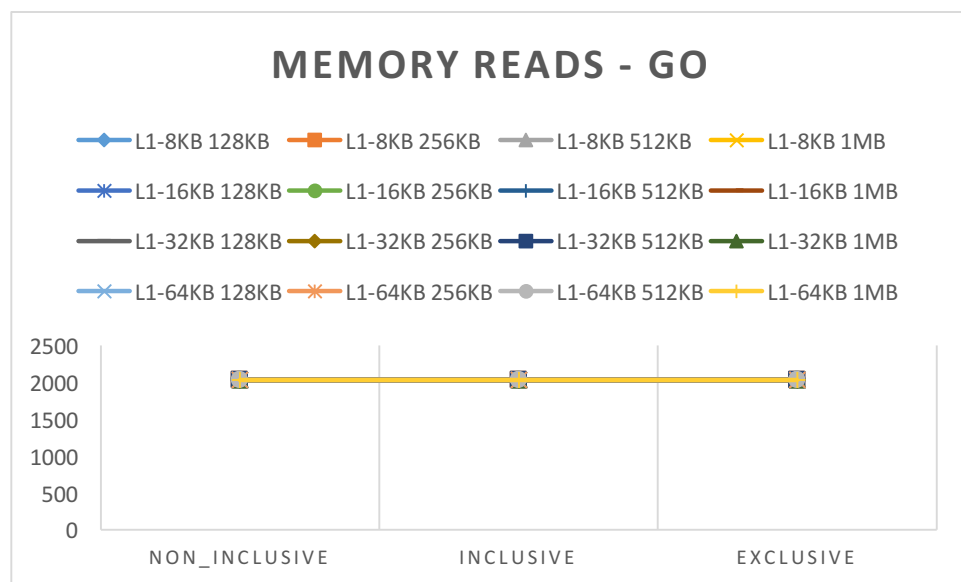 MEMORY READS - GO
L1-8KB 128KB L1-8KB 256KB L1-8KB 512KB L1-8KB 1MB
L1-16KB 128KB L1-16KB 256KB L1-16KB 512KB L1-16KB 1MB
L1-32KB 128KB L1-32KB 256KB L1-32KB 512KB L1-32KB 1MB
L1-64KB 128KB L1-64KB 256KB L1-64KB 512KB L1-64KB 1MB
2500
2000
1500
1000
500
0
NON_INCLUSIVE INCLUSIVE EXCLUSIVE